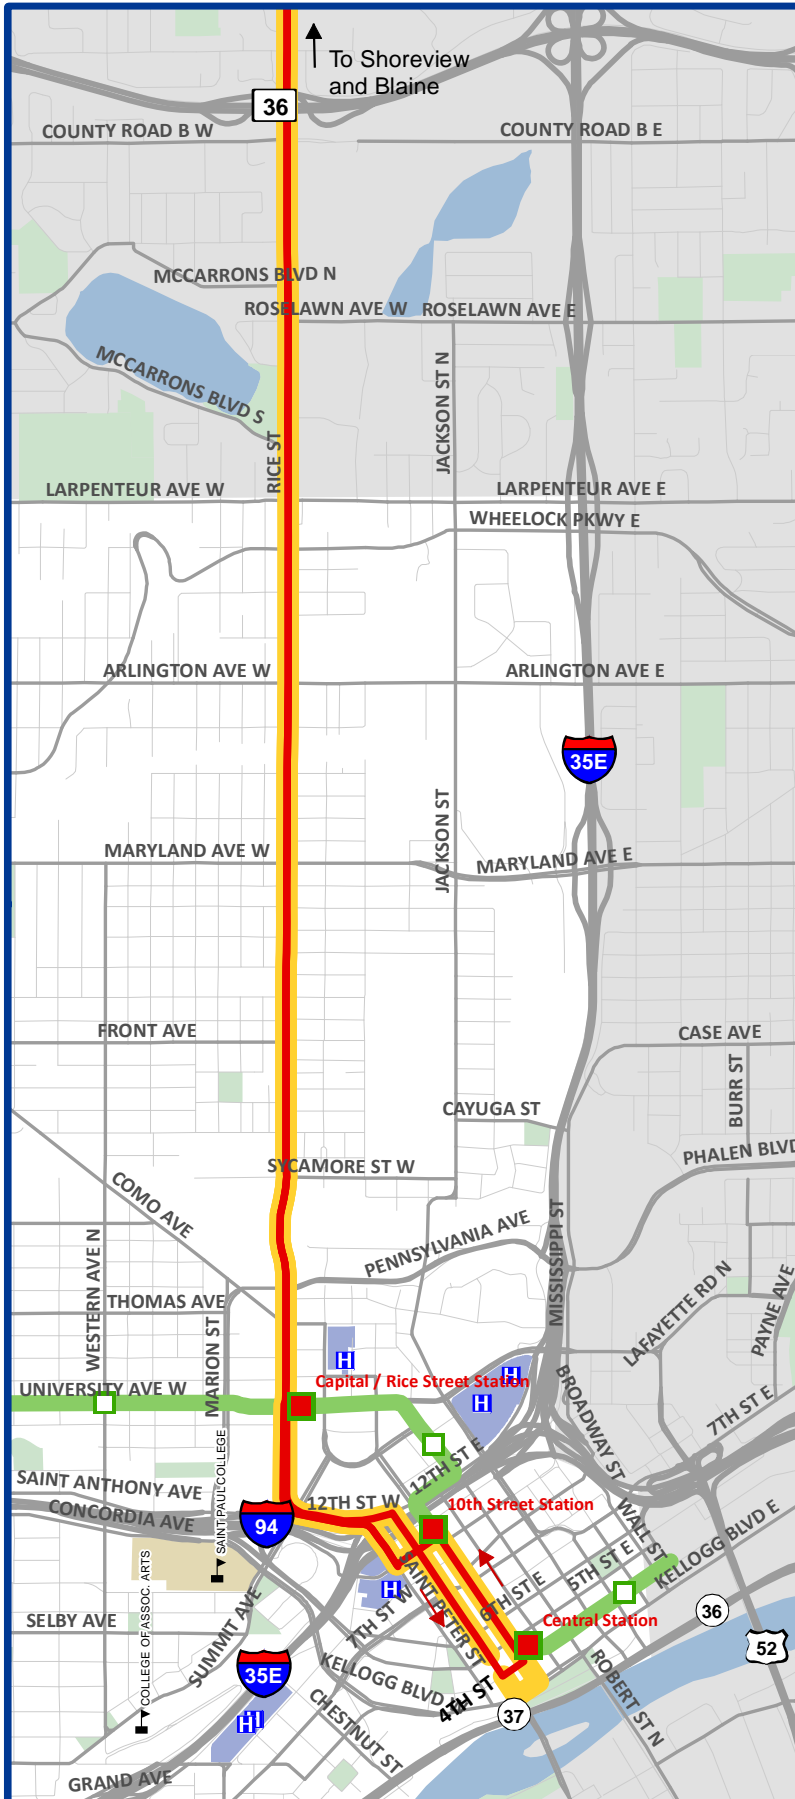 To Shoreview
and Blaine
36
COUNTY ROAD B W
COUNTY ROAD B E
MCCARRONS BLVD N
ROSELAWN AVE W
ROSELAWN AVE E
MCCARRONS BLVD S
JACKSON ST N
RICE ST
LARPENTEUR AVE W
LARPENTEUR AVE E
WHEELOCK PKWY E
ARLINGTON AVE W
ARLINGTON AVE E
35E
JACKSON ST
MARYLAND AVE W
MARYLAND AVE E
FRONT AVE
CASE AVE
BURR ST
CAYUGA ST
PHALEN BLVD
SYCAMORE ST W
COMO AVE
WESTERN AVE N
PENNSYLVANIA AVE
MISSISSIPPI ST
LAFAYETTE RD N
PAYNE AVE
THOMAS AVE
MARION ST
H
Capital / Rice Street Station
H
H
UNIVERSITY AVE W
BROADWAY ST
7TH ST E
SAINT PAUL COLLEGE
12TH ST E
SAINT ANTHONY AVE
CONCORDIA AVE
94
12TH ST W
10th Street Station
WALL ST
KELLOGG BLVD E
COLLEGE OF ASSOC. ARTS
SAINT PETER ST
5TH ST E
6TH ST E
H
7TH ST W
SELBY AVE
SUMMIT AVE
Central Station
36
52
35E
KELLOGG BLVD W
4TH ST
ROBERT ST N
37
H
H
CHESTNUT ST
GRAND AVE